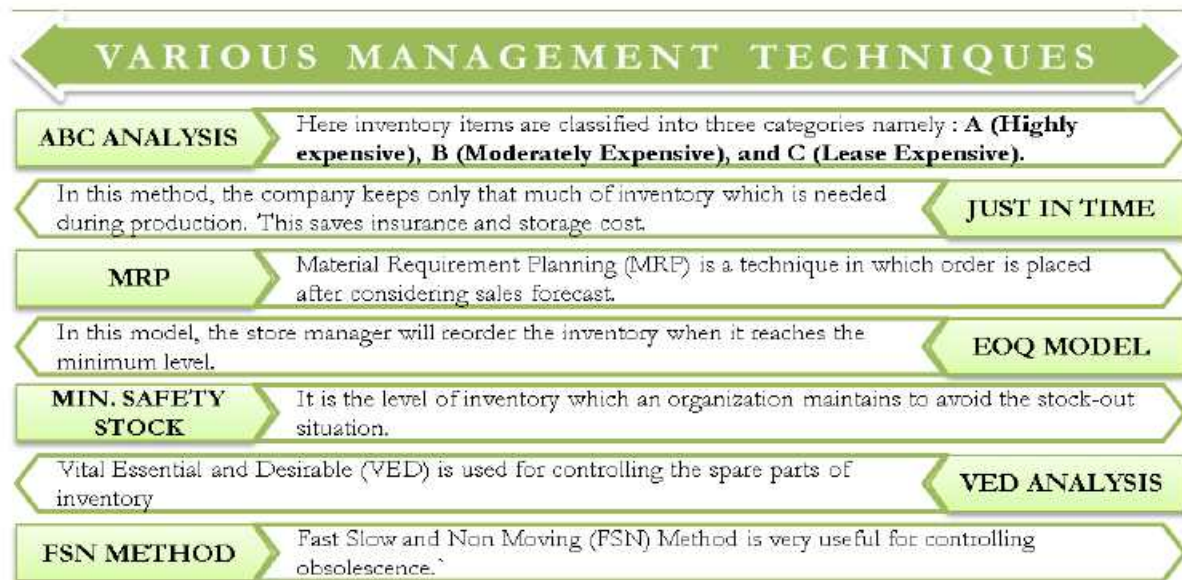 VARIOUS MANAGEMENT TECHNIQUES
ABC ANALYSIS
Here inventory items are classified into three categories namely : A (Highly
expensive), B (Moderately Expensive), and C (Lease Expensive).
In this method, the company keeps only that much of inventory which is needed
during production. This saves insurance and storage cost.
JUST IN TIME
MRP
Material Requirement Planning (MRP) is a technique in which order is placed
after considering sales forecast.
In this model, the store manager will reorder the inventory when it reaches the
minimum level.
EOQ MODEL
MIN. SAFETY
STOCK
It is the level of inventory which an organization maintains to avoid the stock-out
situation.
Vital Essential and Desirable (VED) is used for controlling the spare parts of
inventory
VED ANALYSIS
FSN METHOD
Fast Slow and Non Moving (FSN) Method is very useful for controlling
obsolescence.`